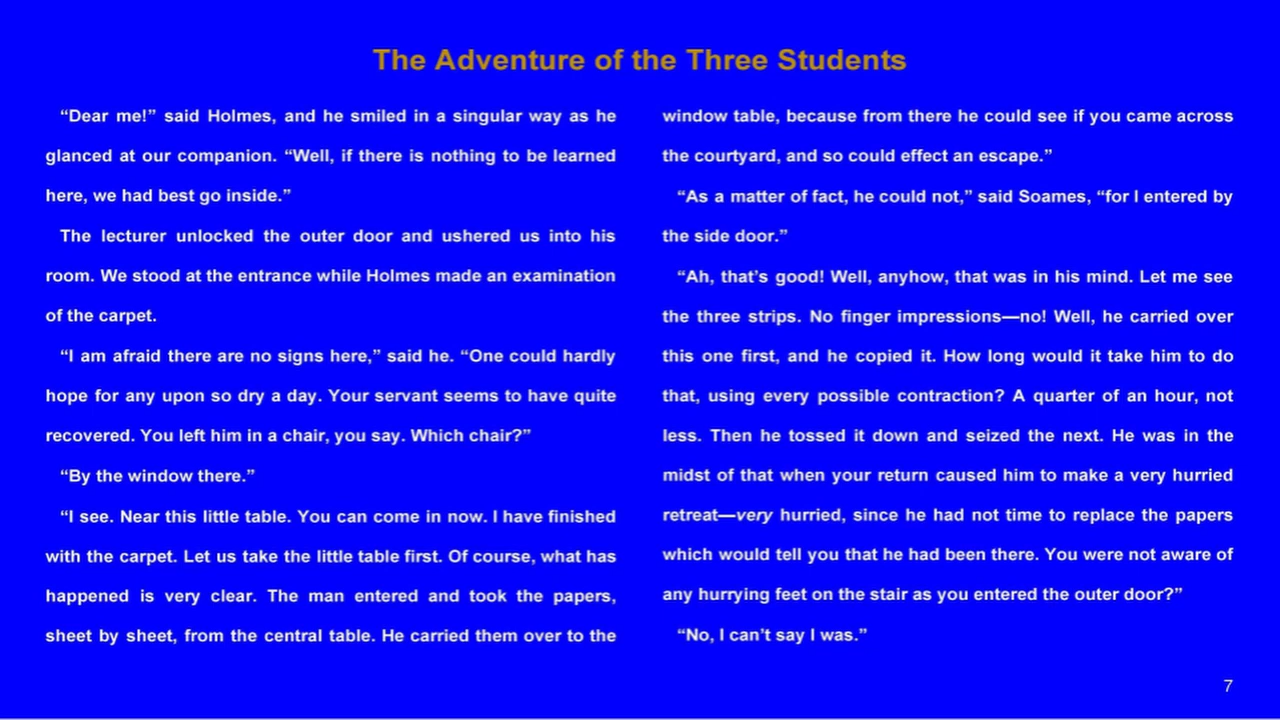 The Adventure of the Three Students
“Dear me!” said Holmes, and he smiled in a singular way as he
glanced at our companion. “Well, if there is nothing to be learned
here, we had best go inside.”
The lecturer unlocked the outer door and ushered us into his
room. We stood at the entrance while Holmes made an examination
of the carpet.
“I am afraid there are no signs here,” said he. “One could hardly
hope for any upon so dry a day. Your servant seems to have quite
recovered. You left him in a chair, you say. Which chair?”
“By the window there.”
“I see. Near this little table. You can come in now. I have finished
with the carpet. Let us take the little table first. Of course, what has
happened is very clear. The man entered and took the papers,
sheet by sheet, from the central table. He carried them over to the
window table, because from there he could see if you came across
the courtyard, and so could effect an escape.”
“As a matter of fact, he could not,” said Soames, “for I entered by
the side door.”
“Ah, that’s good! Well, anyhow, that was in his mind. Let me see
the three strips. No finger impressions—no! Well, he carried over
this one first, and he copied it. How long would it take him to do
that, using every possible contraction? A quarter of an hour, not
less. Then he tossed it down and seized the next. He was in the
midst of that when your return caused him to make a very hurried
retreat—very hurried, since he had not time to replace the papers
which would tell you that he had been there. You were not aware of
any hurrying feet on the stair as you entered the outer door?”
“No, I can’t say I was.”
7